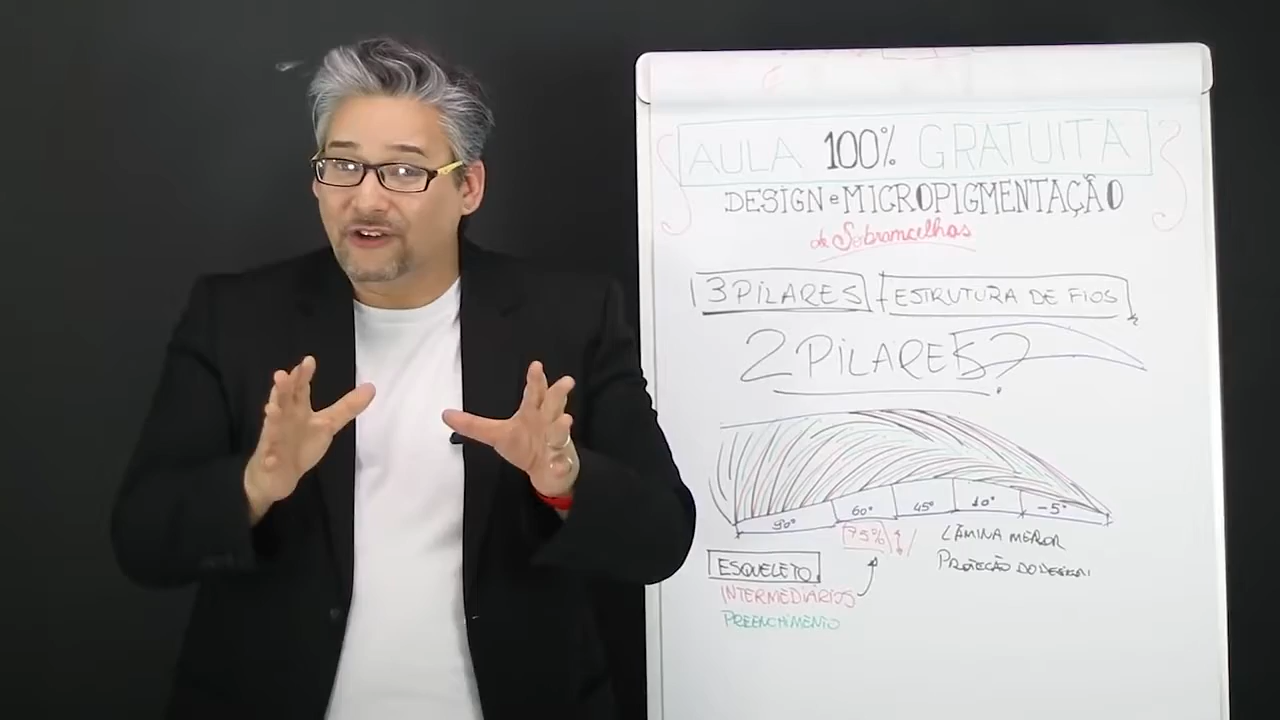 AULA 100% GRATUITA
DESIGN e MICROPIGMENTAÇÃO
de Sobrancelhas
3 PILARES ESTRUTURA DE FIOS
2 PILARES
90° 60° 45° 10° -5°
75%
LÂMINA MENOR
PROTEÇÃO DO DESIGN
ESQUELETO
INTERMEDIÁRIOS
PREENCHIMENTO